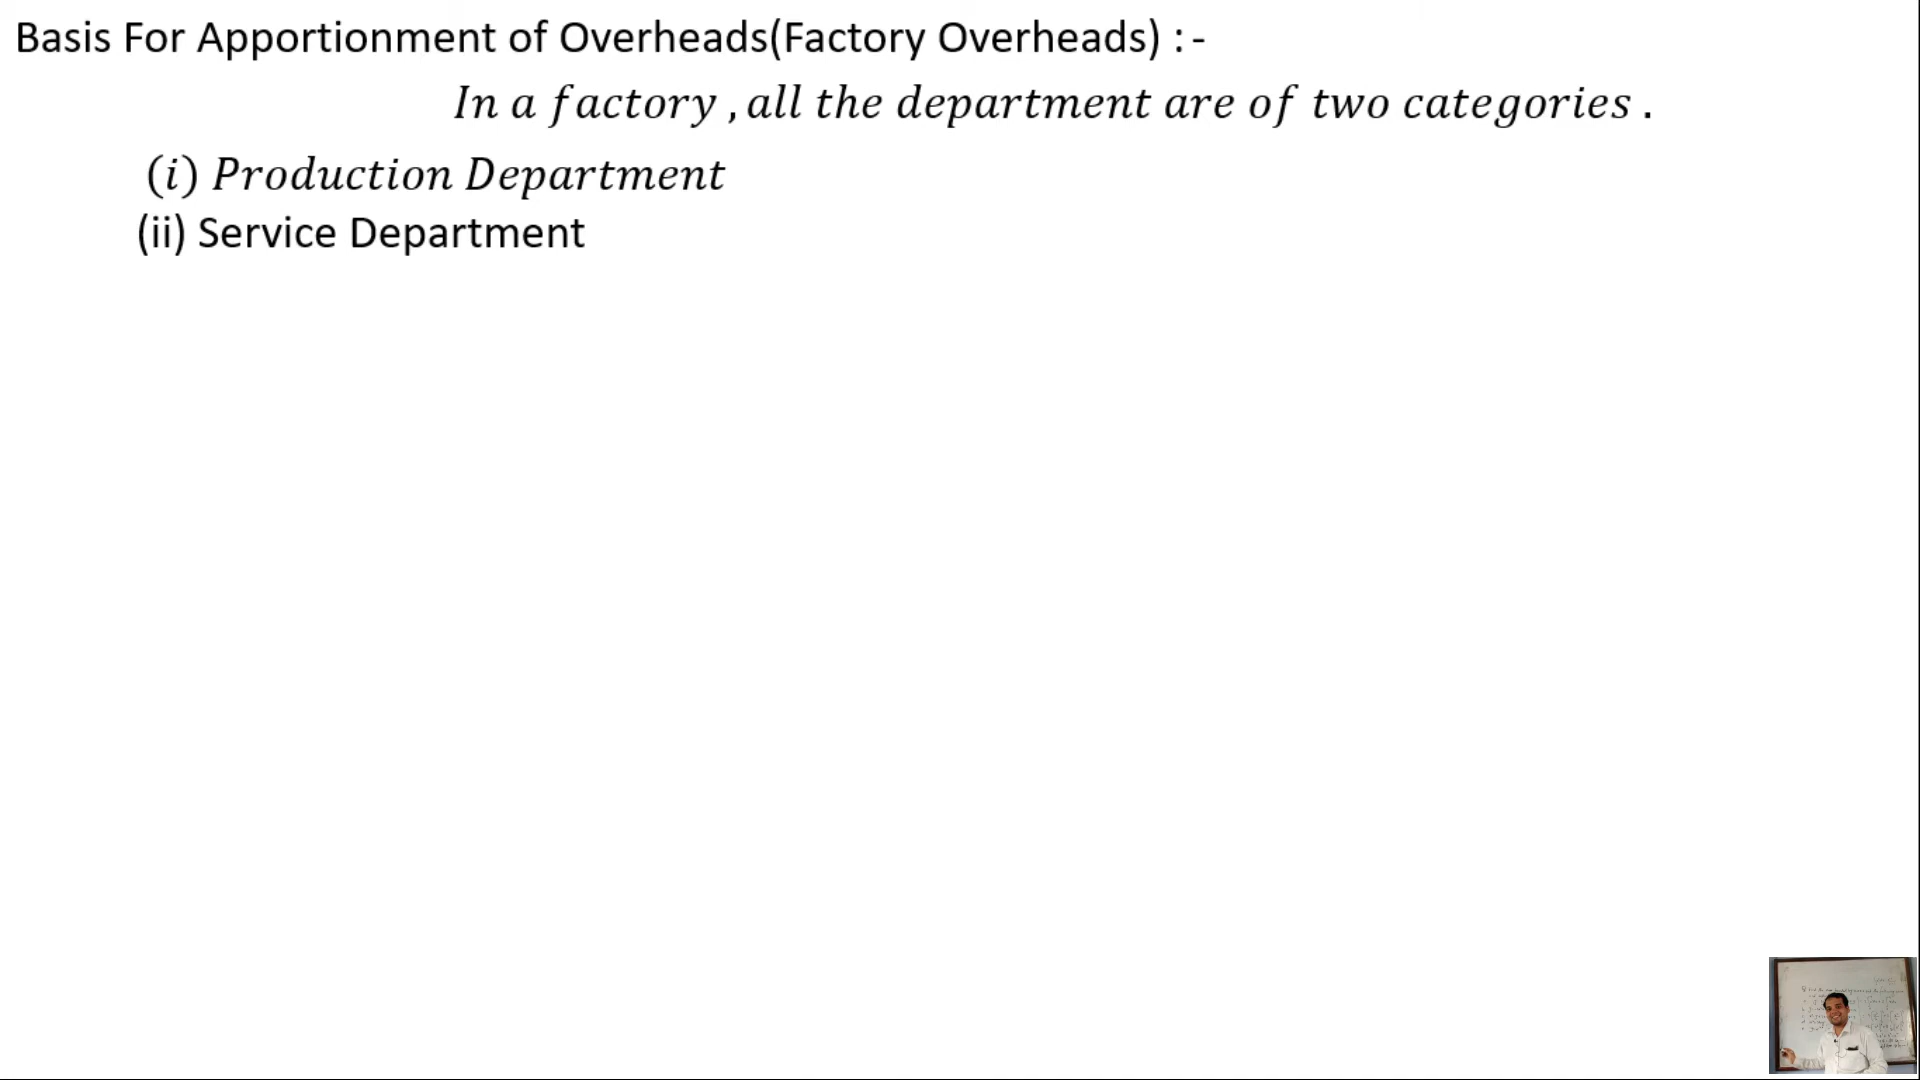 Basis For Apportionment of Overheads(Factory Overheads) :-
In a factory ,all the department are of two categories .
(i) Production Department
(ii) Service Department